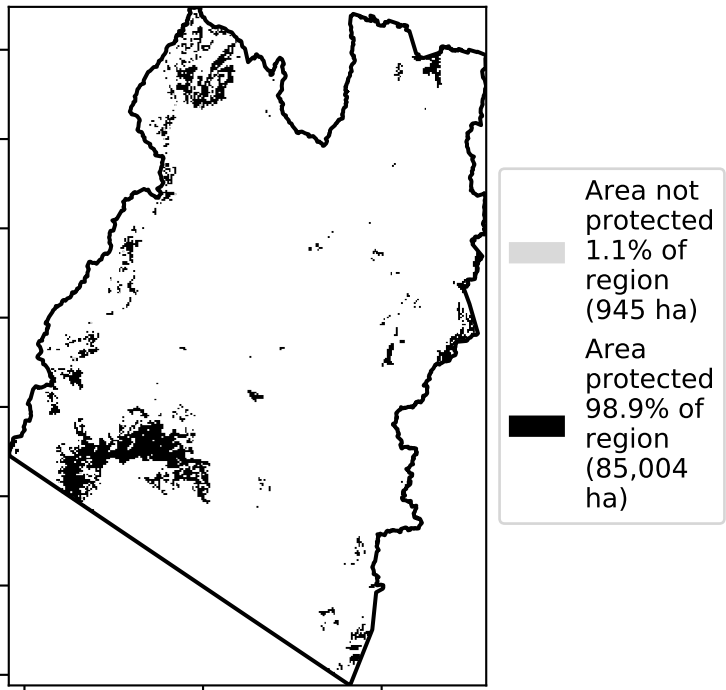 Area not
protected
1.1% of
region
(945 ha)
Area
protected
98.9% of
region
(85,004
ha)